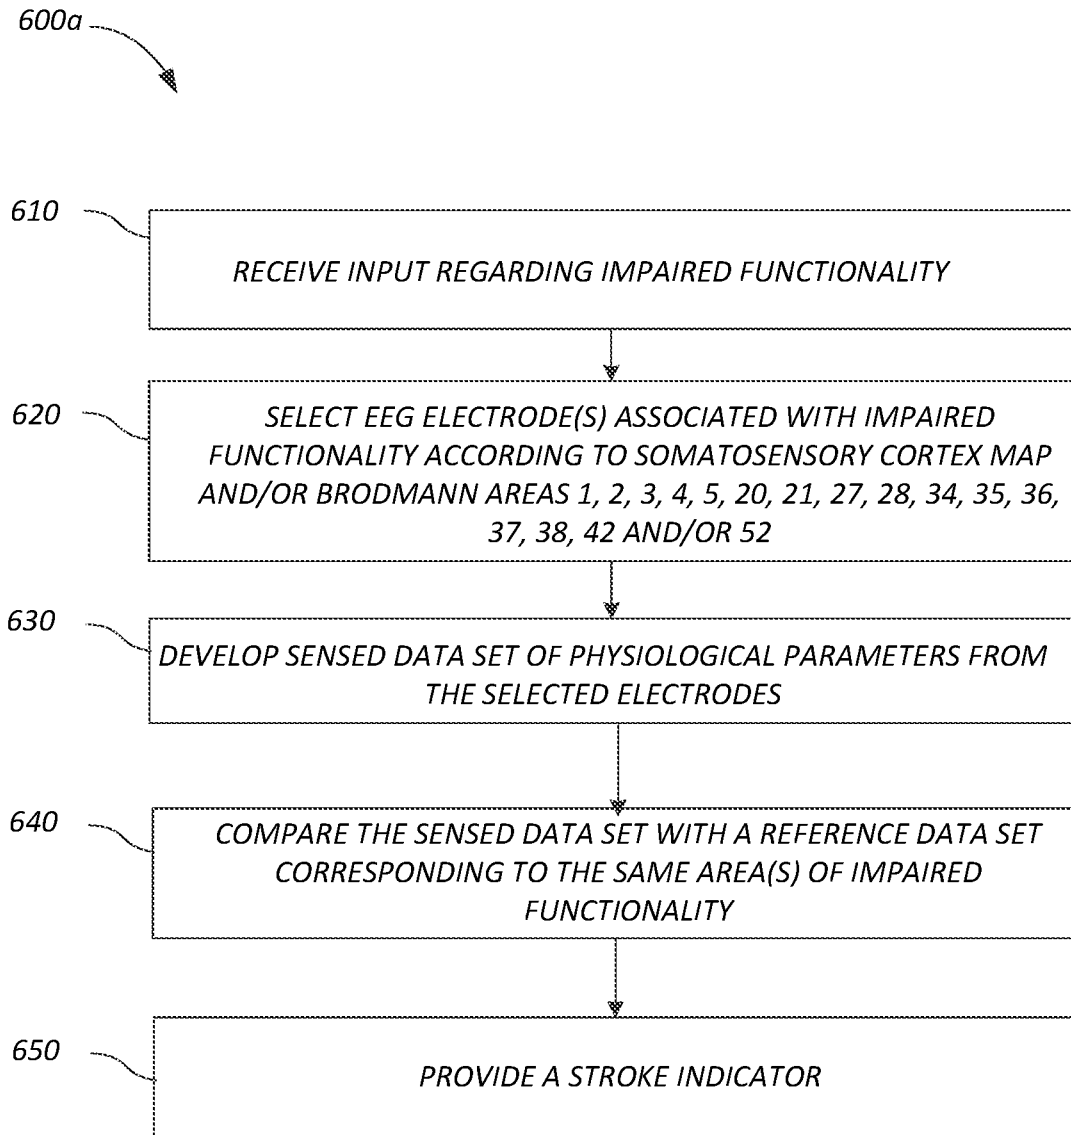 600a
610
RECEIVE INPUT REGARDING IMPAIRED FUNCTIONALITY
620
SELECT EEG ELECTRODE(S) ASSOCIATED WITH IMPAIRED
FUNCTIONALITY ACCORDING TO SOMATOSENSORY CORTEX MAP
AND/OR BRODMANN AREAS 1, 2, 3, 4, 5, 20, 21, 27, 28, 34, 35, 36,
37, 38, 42 AND/OR 52
630
DEVELOP SENSED DATA SET OF PHYSIOLOGICAL PARAMETERS FROM
THE SELECTED ELECTRODES
640
COMPARE THE SENSED DATA SET WITH A REFERENCE DATA SET
CORRESPONDING TO THE SAME AREA(S) OF IMPAIRED
FUNCTIONALITY
650
PROVIDE A STROKE INDICATOR